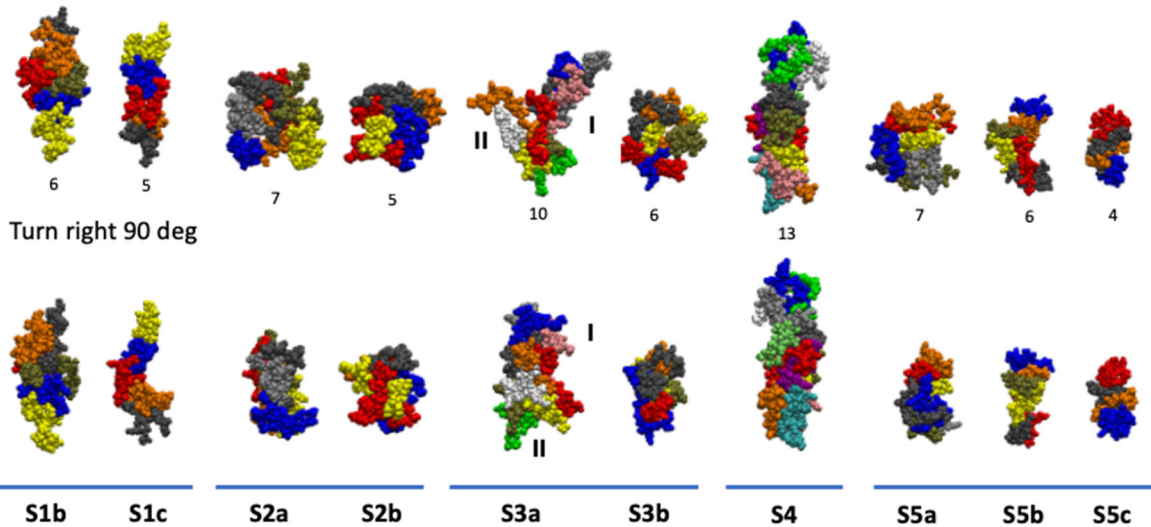 I
II
6 5 7 5 10 6 13 7 6 4
Turn right 90 deg
I
II
S1b S1c S2a S2b S3a S3b S4 S5a S5b S5c